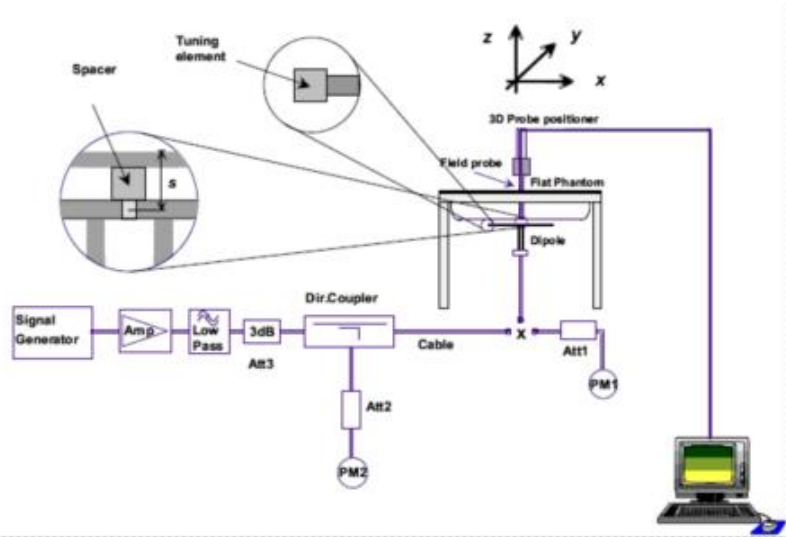 Tuning
element
Spacer
s
z
y
x
3D Probe positioner
Field probe
Flat Phantom
Dipole
Dir.Coupler
Signal
Generator
Amp
Low
Pass
3dB
Att3
Cable
x
Att1
PM1
Att2
PM2